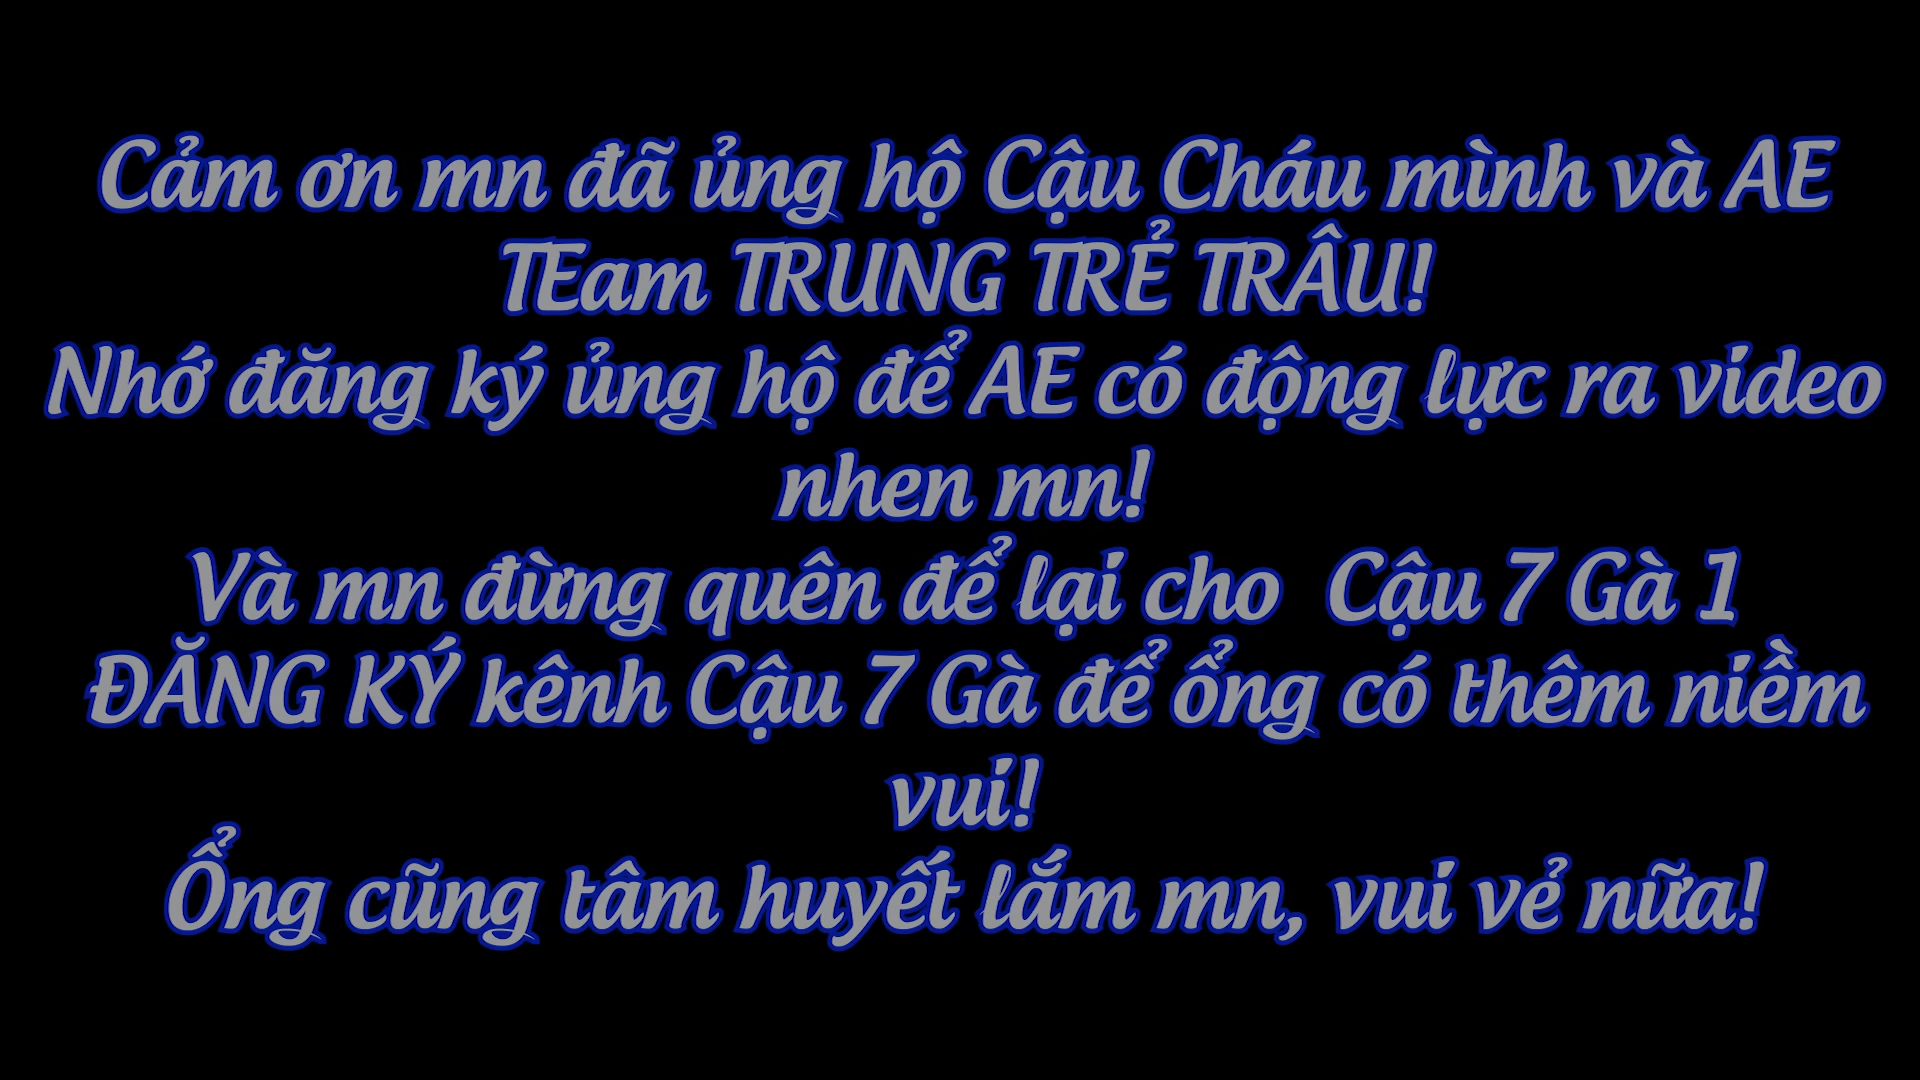 Cảm ơn mn đã ủng hộ Cậu Cháu mình và AE
TEam TRUNG TRẺ TRÂU!
Nhớ đăng ký ủng hộ để AE có động lực ra video
nhen mn!
Và mn đừng quên để lại cho  Cậu 7 Gà 1
ĐĂNG KÝ kênh Cậu 7 Gà để ổng có thêm niềm
vui!
Ổng cũng tâm huyết lắm mn, vui vẻ nữa!